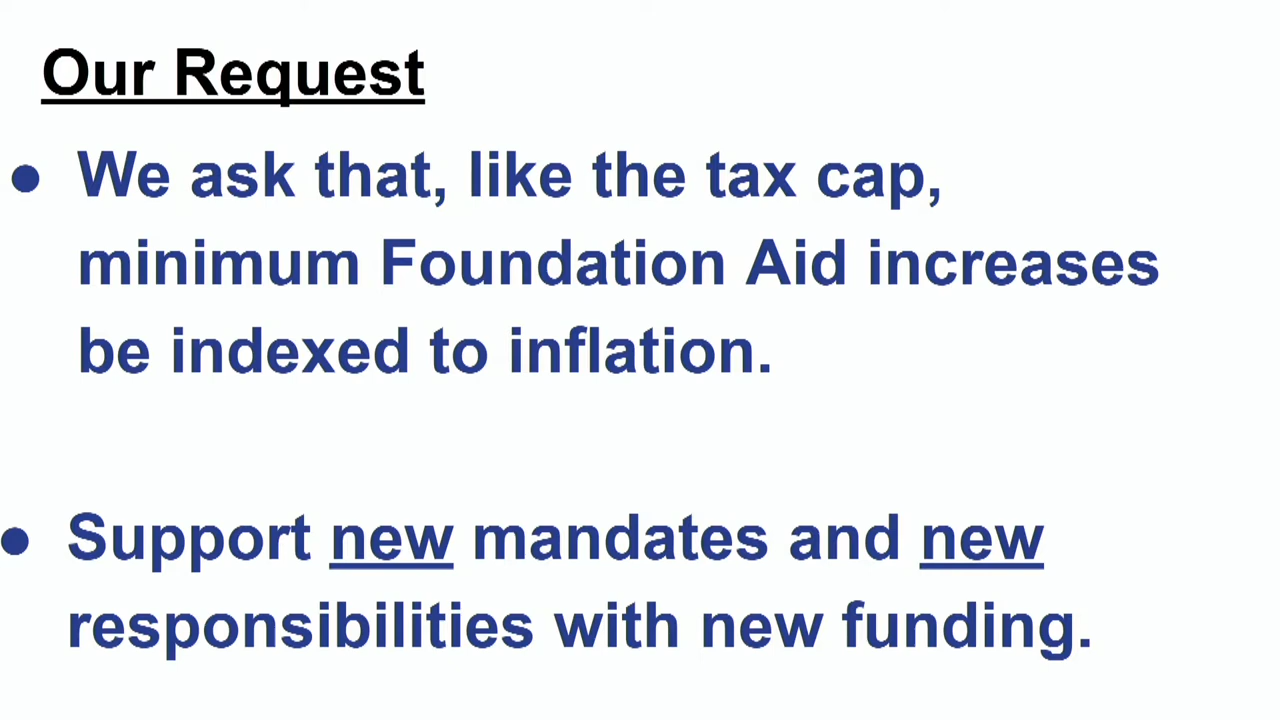 Our Request
● We ask that, like the tax cap,
minimum Foundation Aid increases
be indexed to inflation.
● Support new mandates and new
responsibilities with new funding.